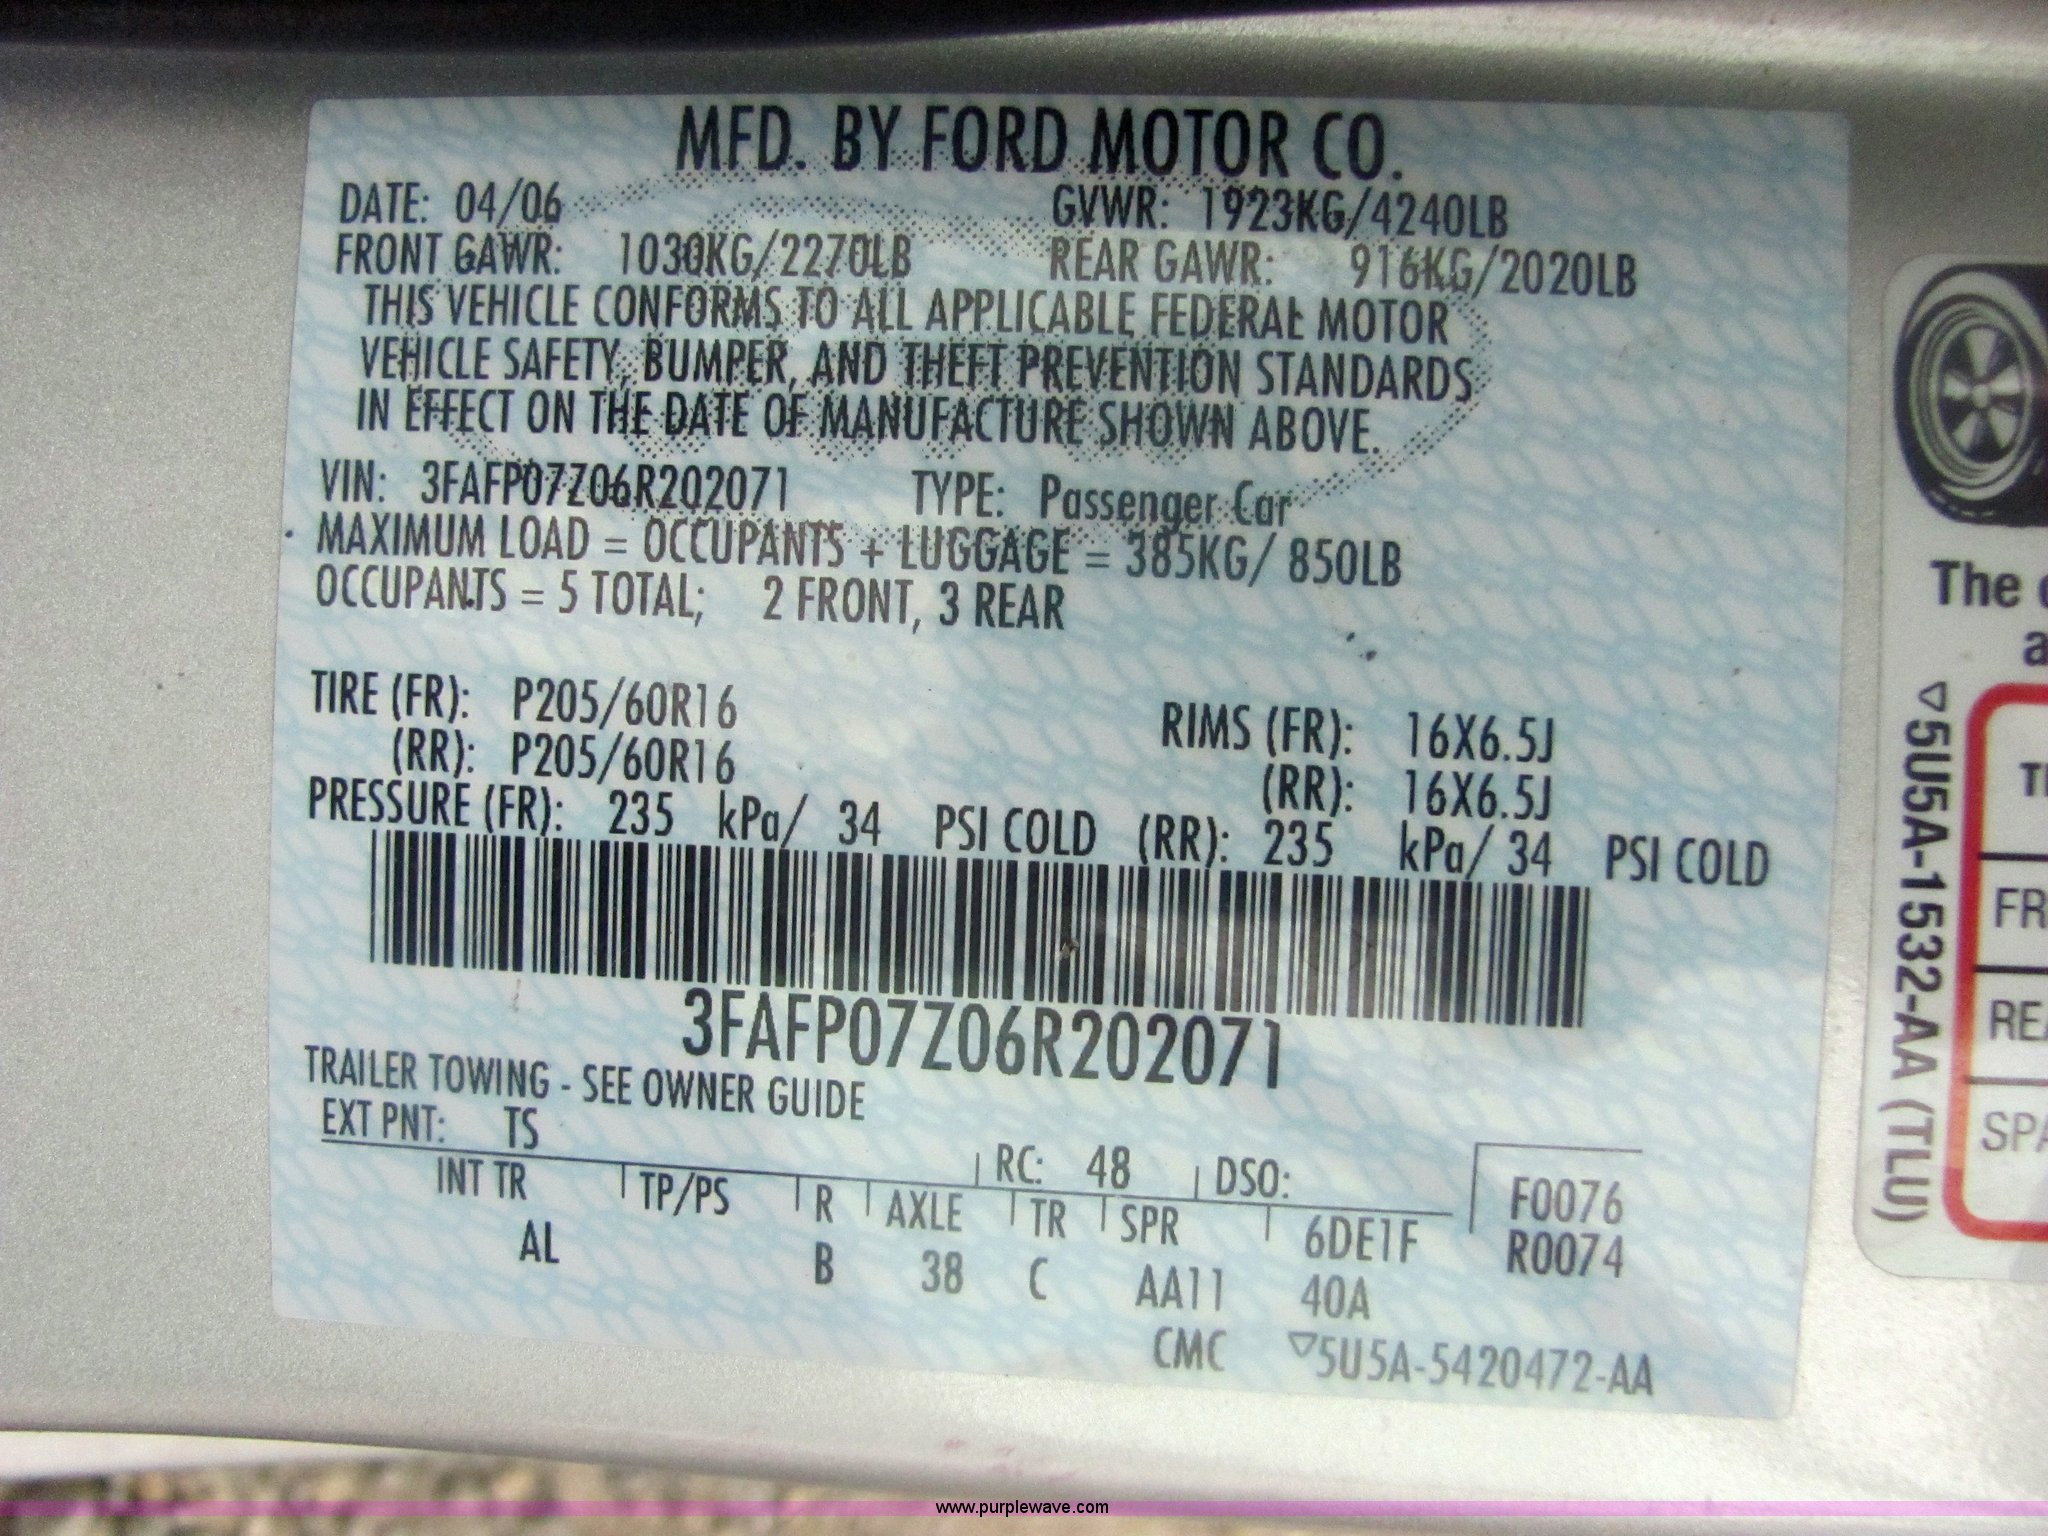 MFD. BY FORD MOTOR CO.
DATE: 04/06 GVWR: 1923KG/4240LB
FRONT GAWR: 1030KG/2270LB REAR GAWR: 916KG/2020LB
THIS VEHICLE CONFORMS TO ALL APPLICABLE FEDERAL MOTOR
VEHICLE SAFETY, BUMPER, AND THEFT PREVENTION STANDARDS
IN EFFECT ON THE DATE OF MANUFACTURE SHOWN ABOVE.
VIN: 3FAFP07Z06R202071 TYPE: Passenger Car
MAXIMUM LOAD = OCCUPANTS + LUGGAGE = 385KG/ 850LB
OCCUPANTS = 5 TOTAL; 2 FRONT, 3 REAR
TIRE (FR): P205/60R16 RIMS (FR): 16X6.5J
(RR): P205/60R16 (RR): 16X6.5J
PRESSURE (FR): 235 kPa/ 34 PSI COLD (RR): 235 kPa/ 34 PSI COLD
3FAFP07Z06R202071
TRAILER TOWING - SEE OWNER GUIDE
EXT PNT: TS RC: 48 DSO:
INT TR TP/PS R AXLE TR SPR 6DE1F F0076
AL B 38 C AA11 40A R0074
CMC ▽5U5A-5420472-AA
The
▽5U5A-1532-AA (TLU)
FR
REA
SPA
www.purplewave.com